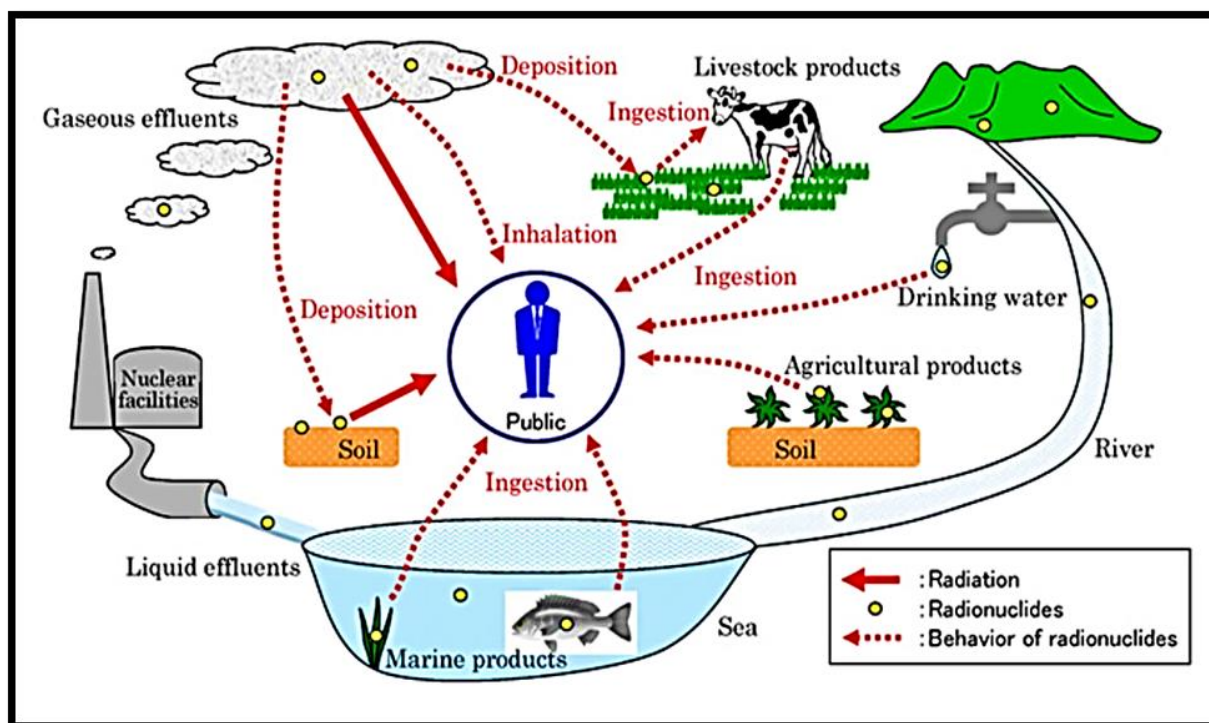 Deposition
Livestock products
Ingestion
Gaseous effluents
Inhalation
Ingestion
Drinking water
Deposition
Agricultural products
Nuclear
facilities
Public
Soil
Soil
River
Ingestion
Liquid effluents
Sea
Marine products
:Radiation
:Radionuclides
:Behavior of radionuclides